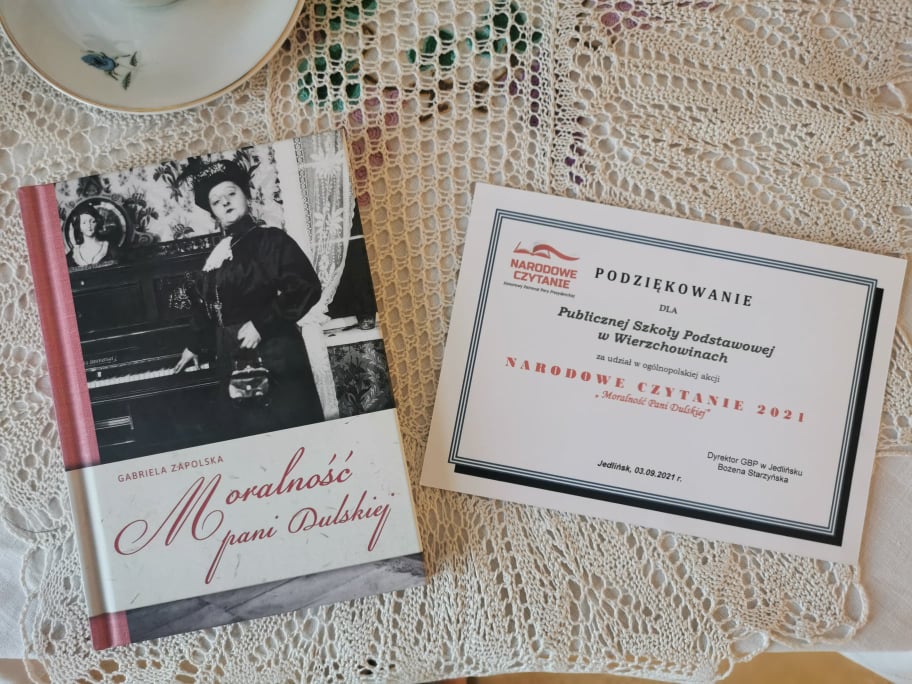 GABRIELA ZAPOLSKA
Moralność
pani Dulskiej
NARODOWE
CZYTANIE
PODZIĘKOWANIE
DLA
Publicznej Szkoły Podstawowej
w Wierzchowinach
za udział w ogólnopolskiej akcji
NARODOWE CZYTANIE 2021
„Moralność Pani Dulskiej"
Dyrektor GBP w Jedlińsku
Bożena Starzyńska
Jedlińsk, 03.09.2021 r.